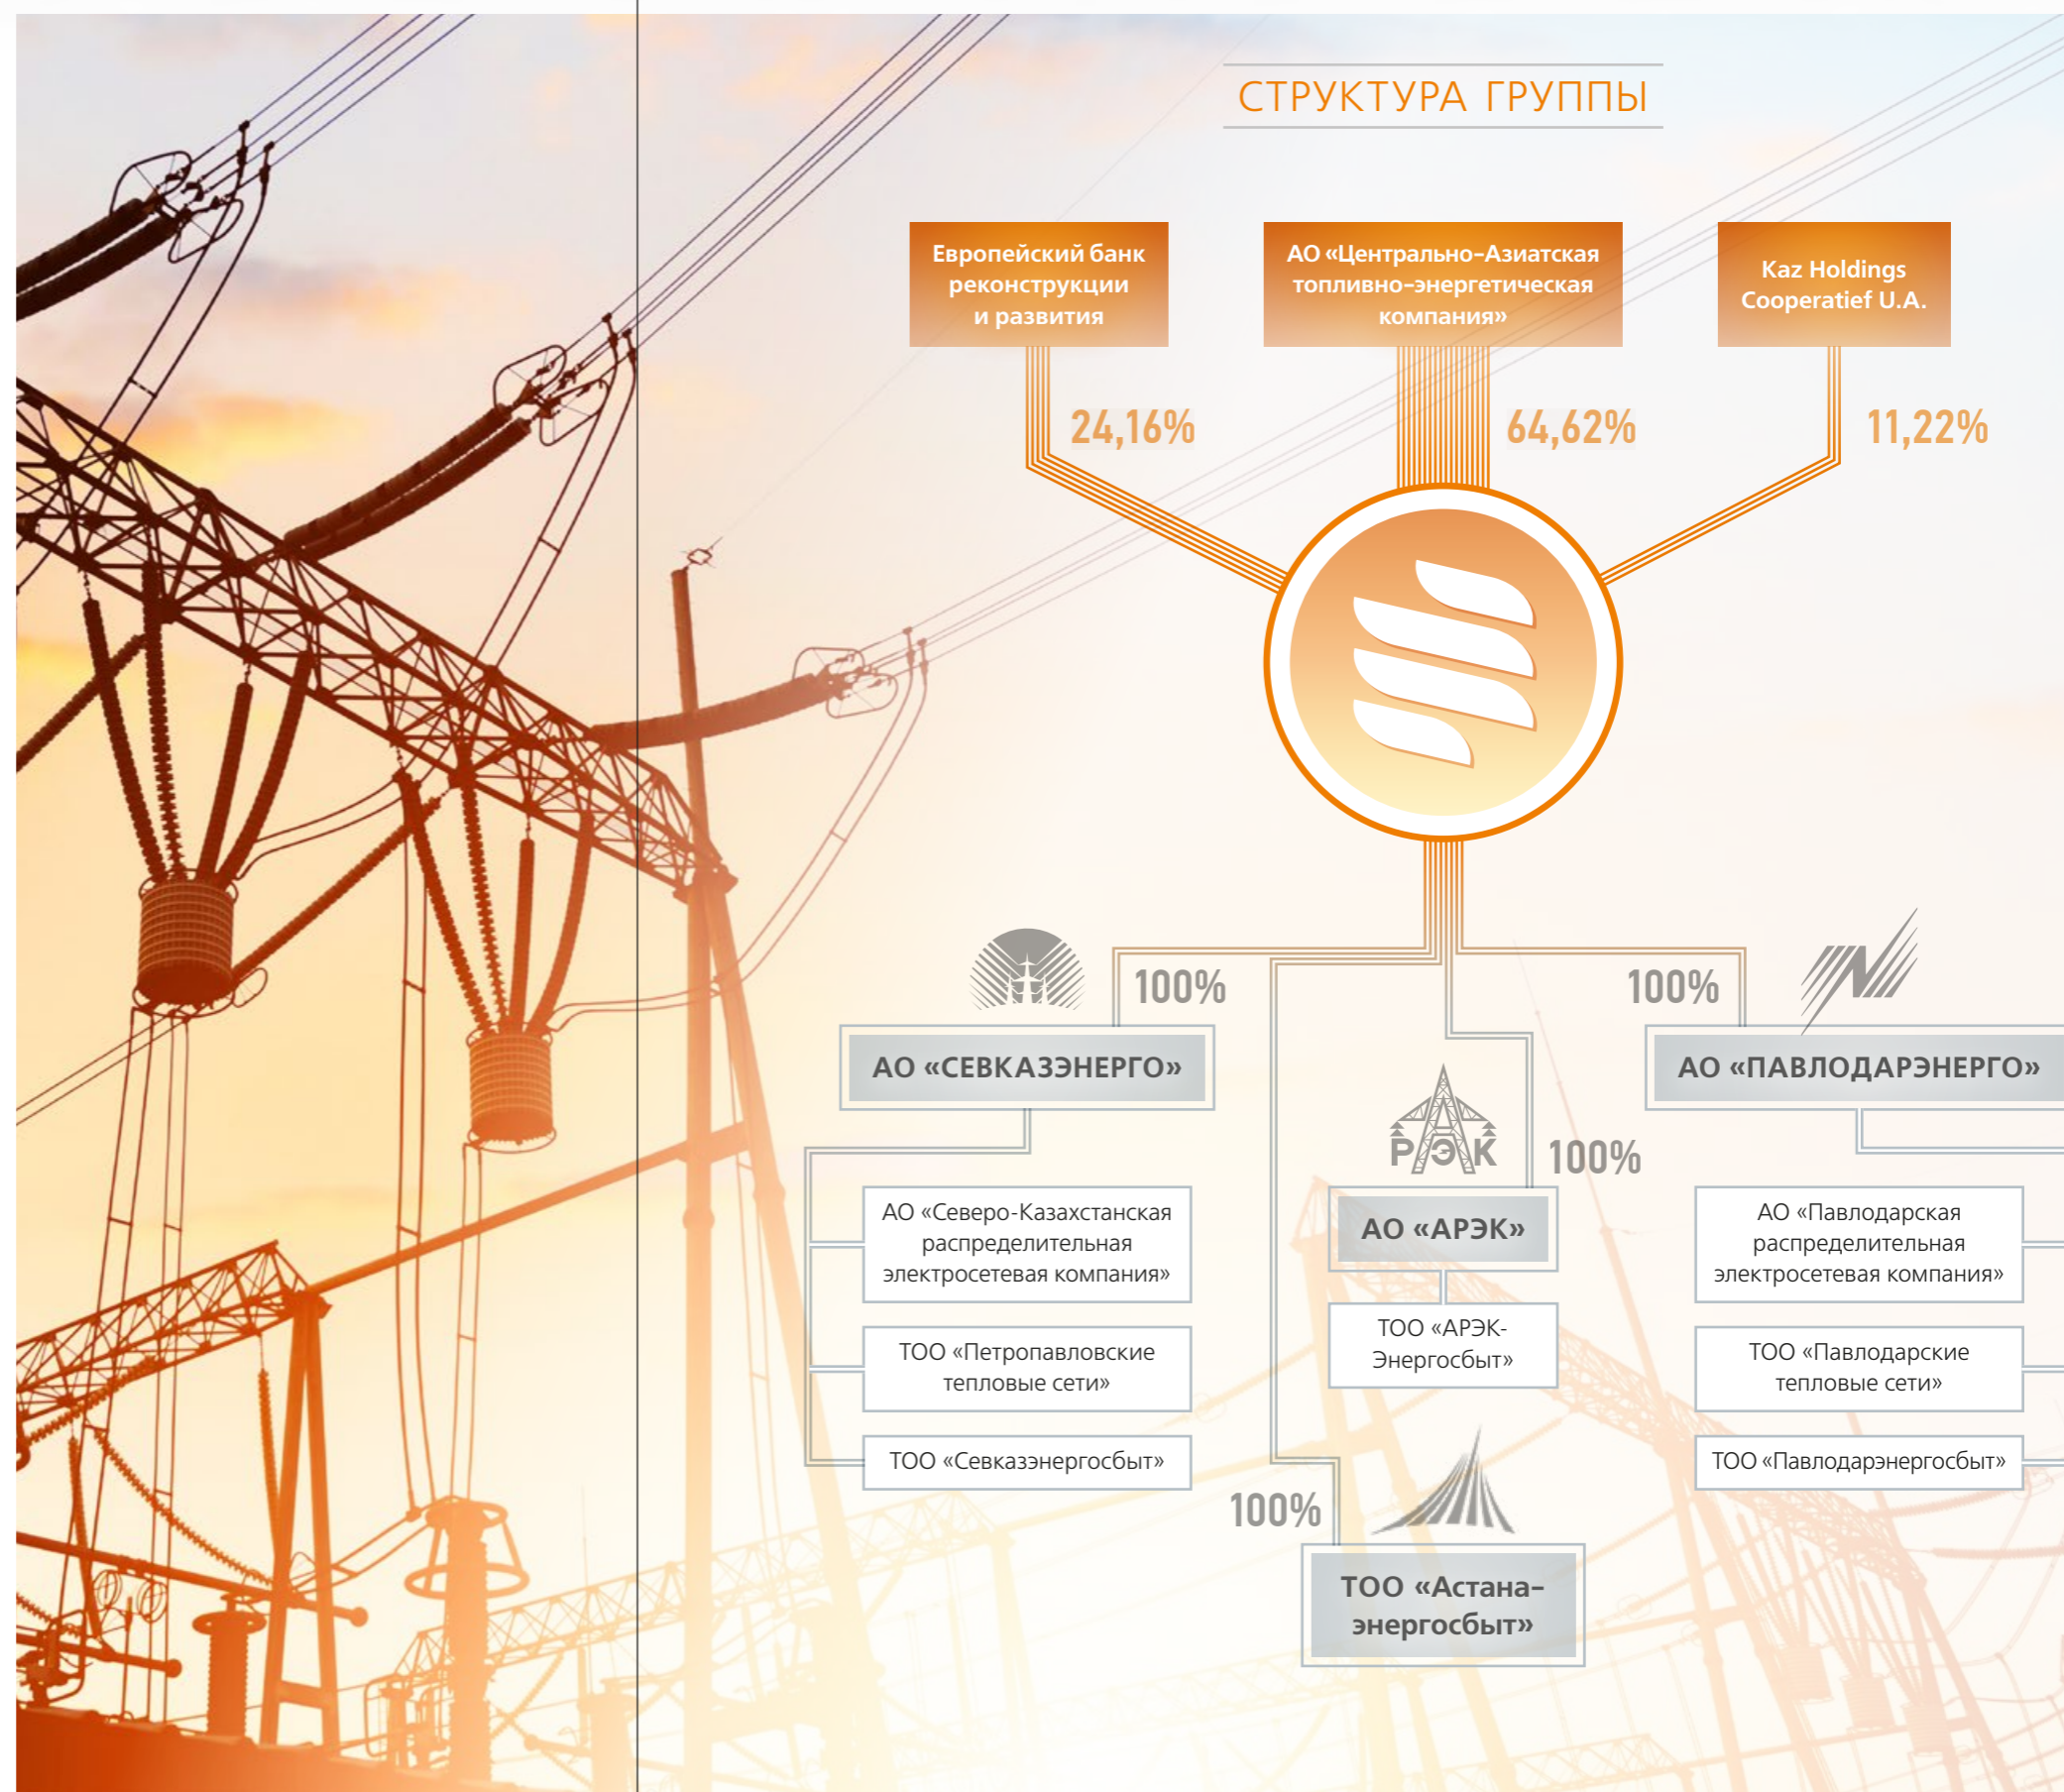 СТРУКТУРА ГРУППЫ
Европейский банк
реконструкции
и развития
АО «Центрально-Азиатская
топливно-энергетическая
компания»
Kaz Holdings
Cooperatief U.A.
24,16%
64,62%
11,22%
100%
100%
АО «СЕВКАЗЭНЕРГО»
АО «ПАВЛОДАРЭНЕРГО»
РЭК
100%
АО «Северо-Казахстанская
распределительная
электросетевая компания»
ТОО «Петропавловские
тепловые сети»
ТОО «Севказэнергосбыт»
АО «АРЭК»
ТОО «АРЭК-
Энергосбыт»
АО «Павлодарская
распределительная
электросетевая компания»
ТОО «Павлодарские
тепловые сети»
ТОО «Павлодарэнергосбыт»
100%
ТОО «Астана-
энергосбыт»